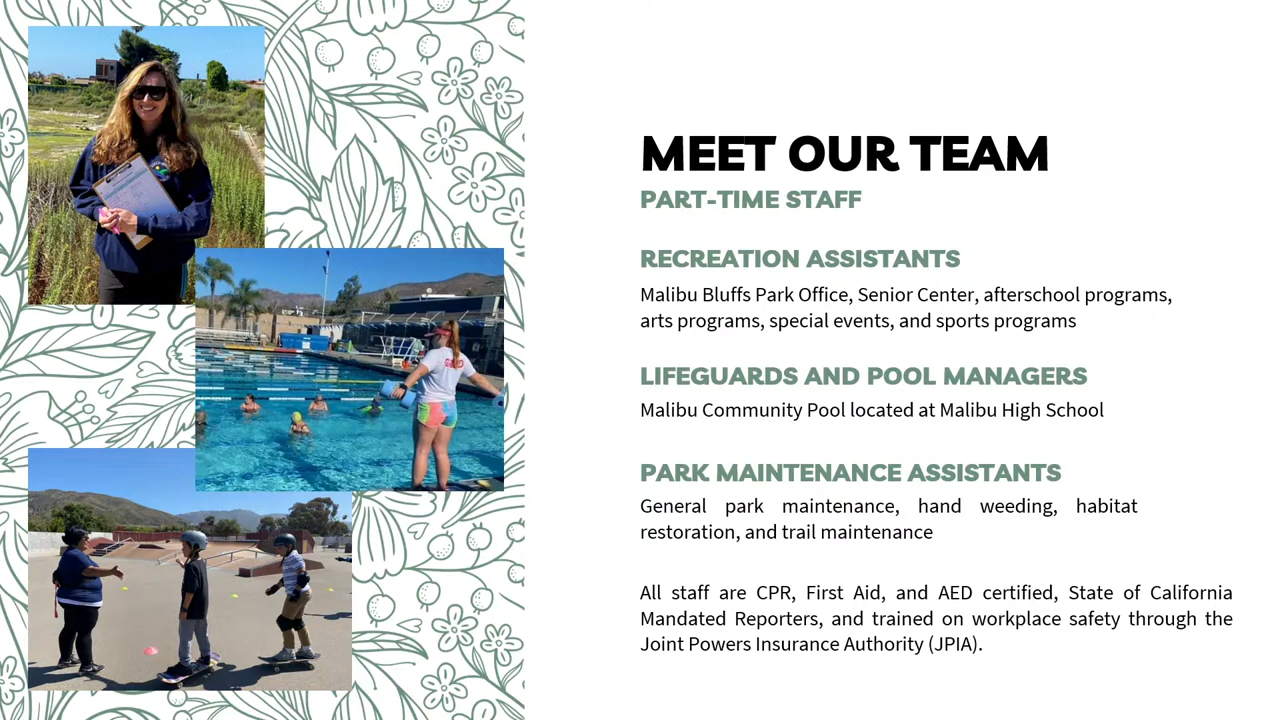 MEET OUR TEAM
PART-TIME STAFF
RECREATION ASSISTANTS
Malibu Bluffs Park Office, Senior Center, afterschool programs,
arts programs, special events, and sports programs
LIFEGUARDS AND POOL MANAGERS
Malibu Community Pool located at Malibu High School
PARK MAINTENANCE ASSISTANTS
General park maintenance, hand weeding, habitat
restoration, and trail maintenance
All staff are CPR, First Aid, and AED certified, State of California
Mandated Reporters, and trained on workplace safety through the
Joint Powers Insurance Authority (JPIA).